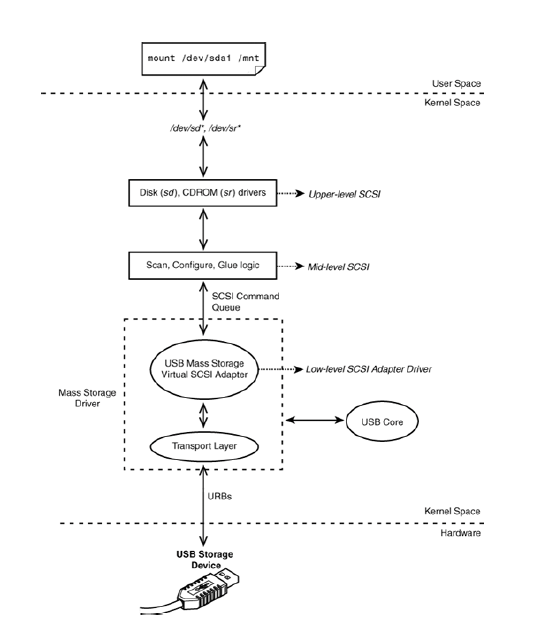 mount /dev/sda1 /mnt
User Space
Kernel Space
/dev/sd*, /dev/sr*
Disk (sd), CDROM (sr) drivers
Upper-level SCSI
Scan, Configure, Glue logic
Mid-level SCSI
SCSI Command
Queue
USB Mass Storage
Virtual SCSI Adapter
Low-level SCSI Adapter Driver
Mass Storage
Driver
USB Core
Transport Layer
URBs
Kernel Space
Hardware
USB Storage
Device